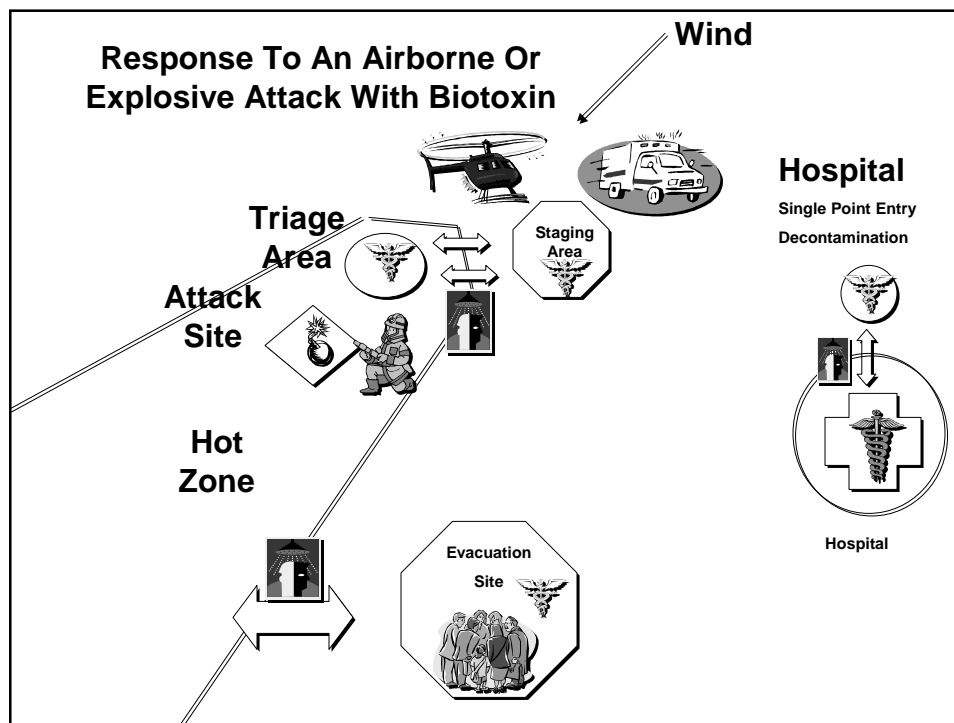 Response To An Airborne Or
Explosive Attack With Biotoxin
Wind
Hospital
Single Point Entry
Decontamination
Triage
Area
Staging
Area
Attack
Site
Hot
Zone
Evacuation
Site
Hospital